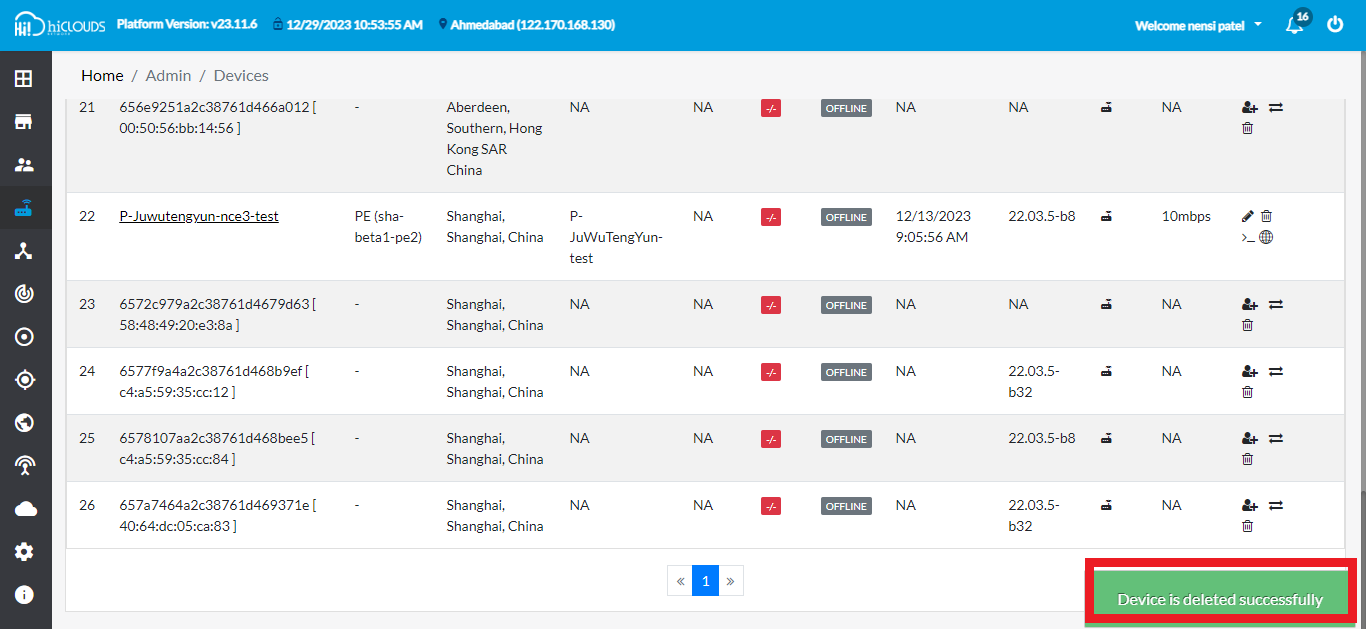 Hi! hiCLOUDS NETWORK Platform Version: v23.11.6 12/29/2023 10:53:55 AM Ahmedabad (122.170.168.130) Welcome nensi patel 16
Home / Admin / Devices
21 656e9251a2c38761d466a012 [ - Aberdeen, NA NA -/- OFFLINE NA NA NA
00:50:56:bb:14:56 ] Southern, Hong
Kong SAR
China
22 P-Juwutengyun-nce3-test PE (sha- Shanghai, P- NA -/- OFFLINE 12/13/2023 22.03.5-b8 10mbps
beta1-pe2) Shanghai, China JuWuTengYun- 9:05:56 AM
test
23 6572c979a2c38761d4679d63 [ - Shanghai, NA NA -/- OFFLINE NA NA NA
58:48:49:20:e3:8a ] Shanghai, China
24 6577f9a4a2c38761d468b9ef [ - Shanghai, NA NA -/- OFFLINE NA 22.03.5- NA
c4:a5:59:35:cc:12 ] Shanghai, China b32
25 6578107aa2c38761d468bee5 [ - Shanghai, NA NA -/- OFFLINE NA 22.03.5-b8 NA
c4:a5:59:35:cc:84 ] Shanghai, China
26 657a7464a2c38761d469371e [ - Shanghai, NA NA -/- OFFLINE NA 22.03.5- NA
40:64:dc:05:ca:83 ] Shanghai, China b32
« 1 »
Device is deleted successfully